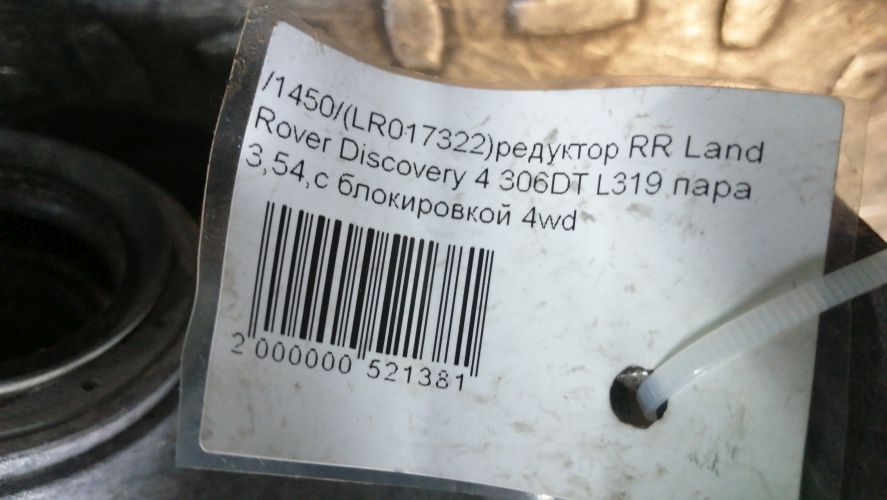 /1450/(LR017322)редуктор RR Land
Rover Discovery 4 306DT L319 пара
3,54,с блокировкой 4wd
2 000000 521381